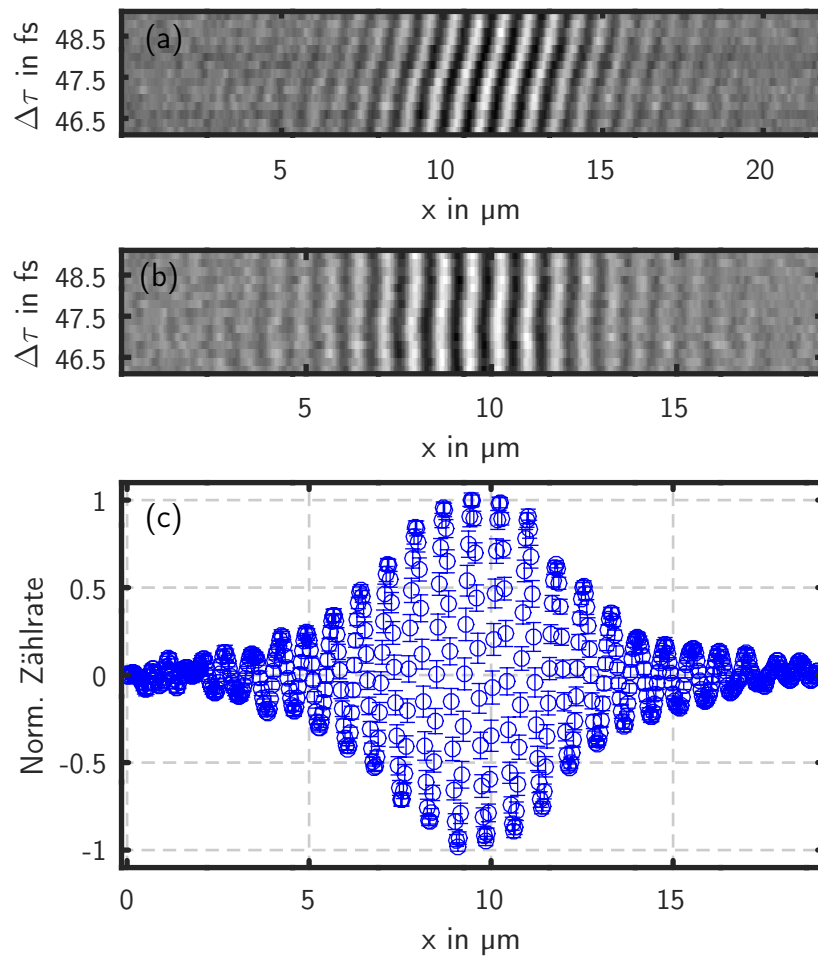 (a)
Δτ in fs
48.5
47.5
46.5
5 10 15 20
x in µm
(b)
Δτ in fs
48.5
47.5
46.5
5 10 15
x in µm
(c)
Norm. Zählrate
1
0.5
0
-0.5
-1
0 5 10 15
x in µm